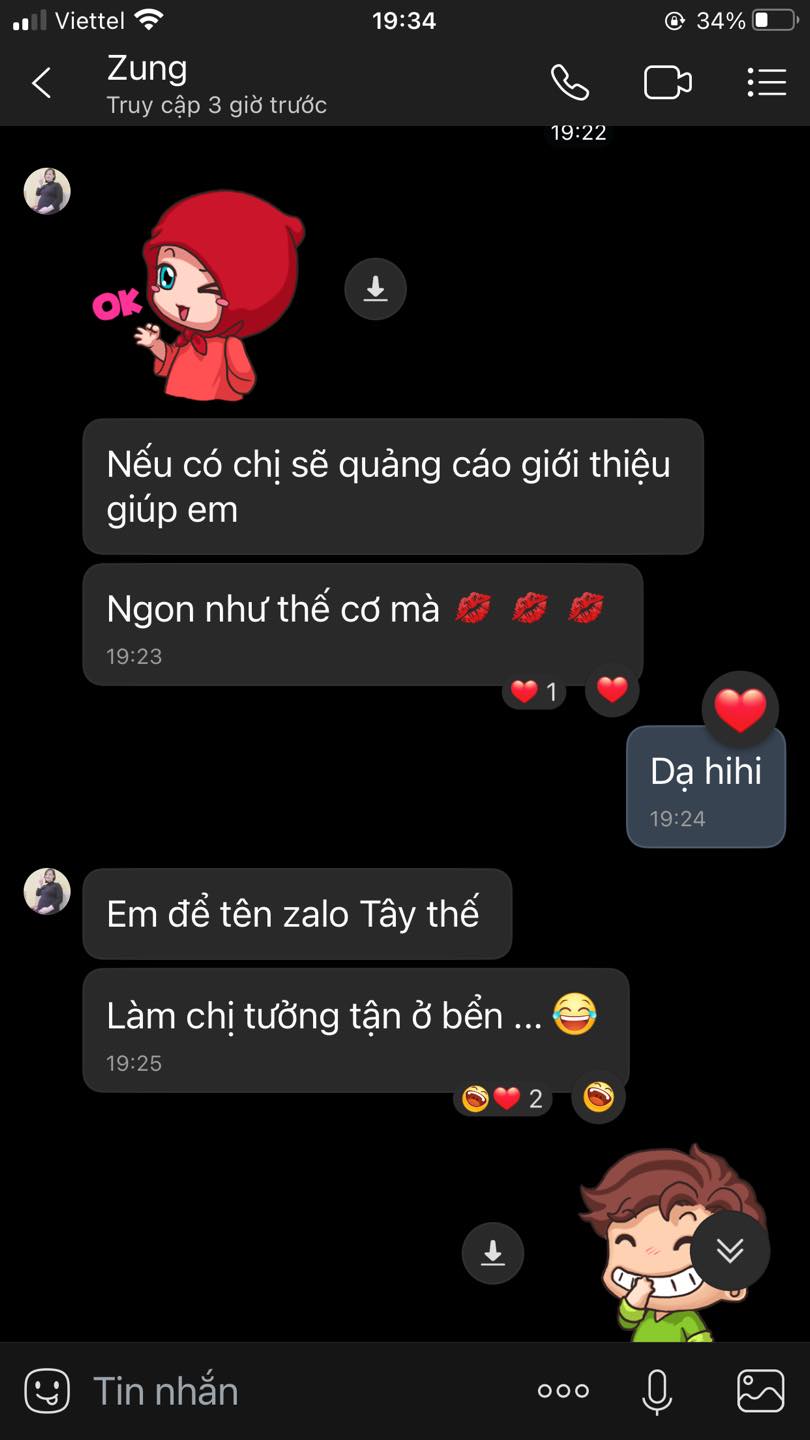 Viettel
19:34
34%
Zung
Truy cập 3 giờ trước
19:22
OK
Nếu có chị sẽ quảng cáo giới thiệu
giúp em
Ngon như thế cơ mà 💋 💋 💋
19:23
❤️ 1
Dạ hihi
19:24
Em để tên zalo Tây thế
Làm chị tưởng tận ở bển ... 😂
19:25
2
Tin nhắn